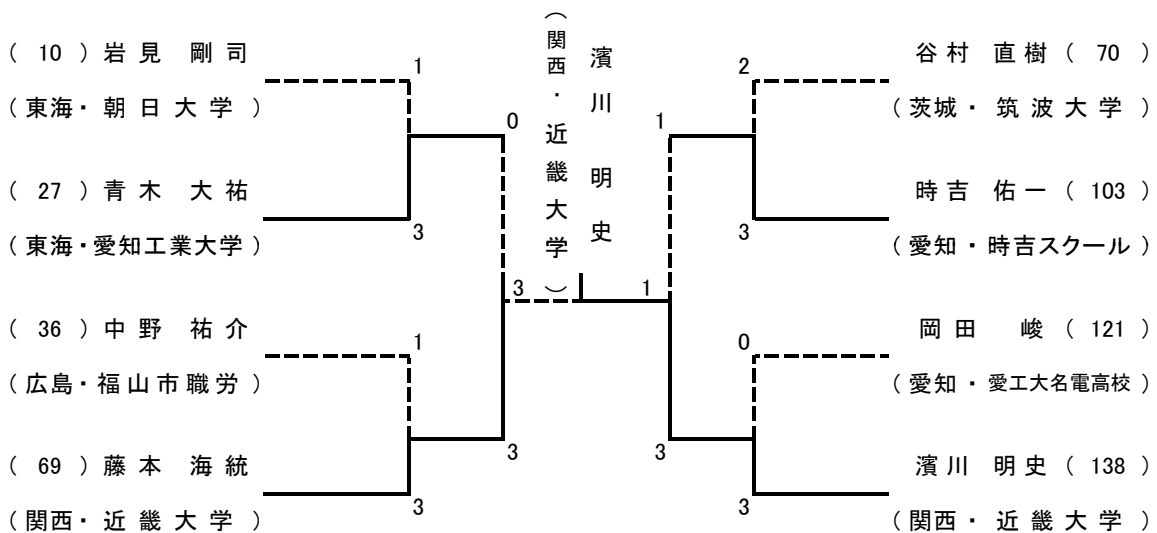 ( 10 ) 岩見 剛司
(東海・朝日大学)
1
0
( 27 ) 青木 大祐
(東海・愛知工業大学)
3
( 36 ) 中野 祐介
(広島・福山市職労)
1
3
( 69 ) 藤本 海統
(関西・近畿大学)
3
3
(関西・近畿大学)
濱川 明史
谷村 直樹 ( 70 )
(茨城・筑波大学)
2
1
時吉 佑一 ( 103 )
(愛知・時吉スクール)
3
1
岡田 峻 ( 121 )
(愛知・愛工大名電高校)
0
3
濱川 明史 ( 138 )
(関西・近畿大学)
3